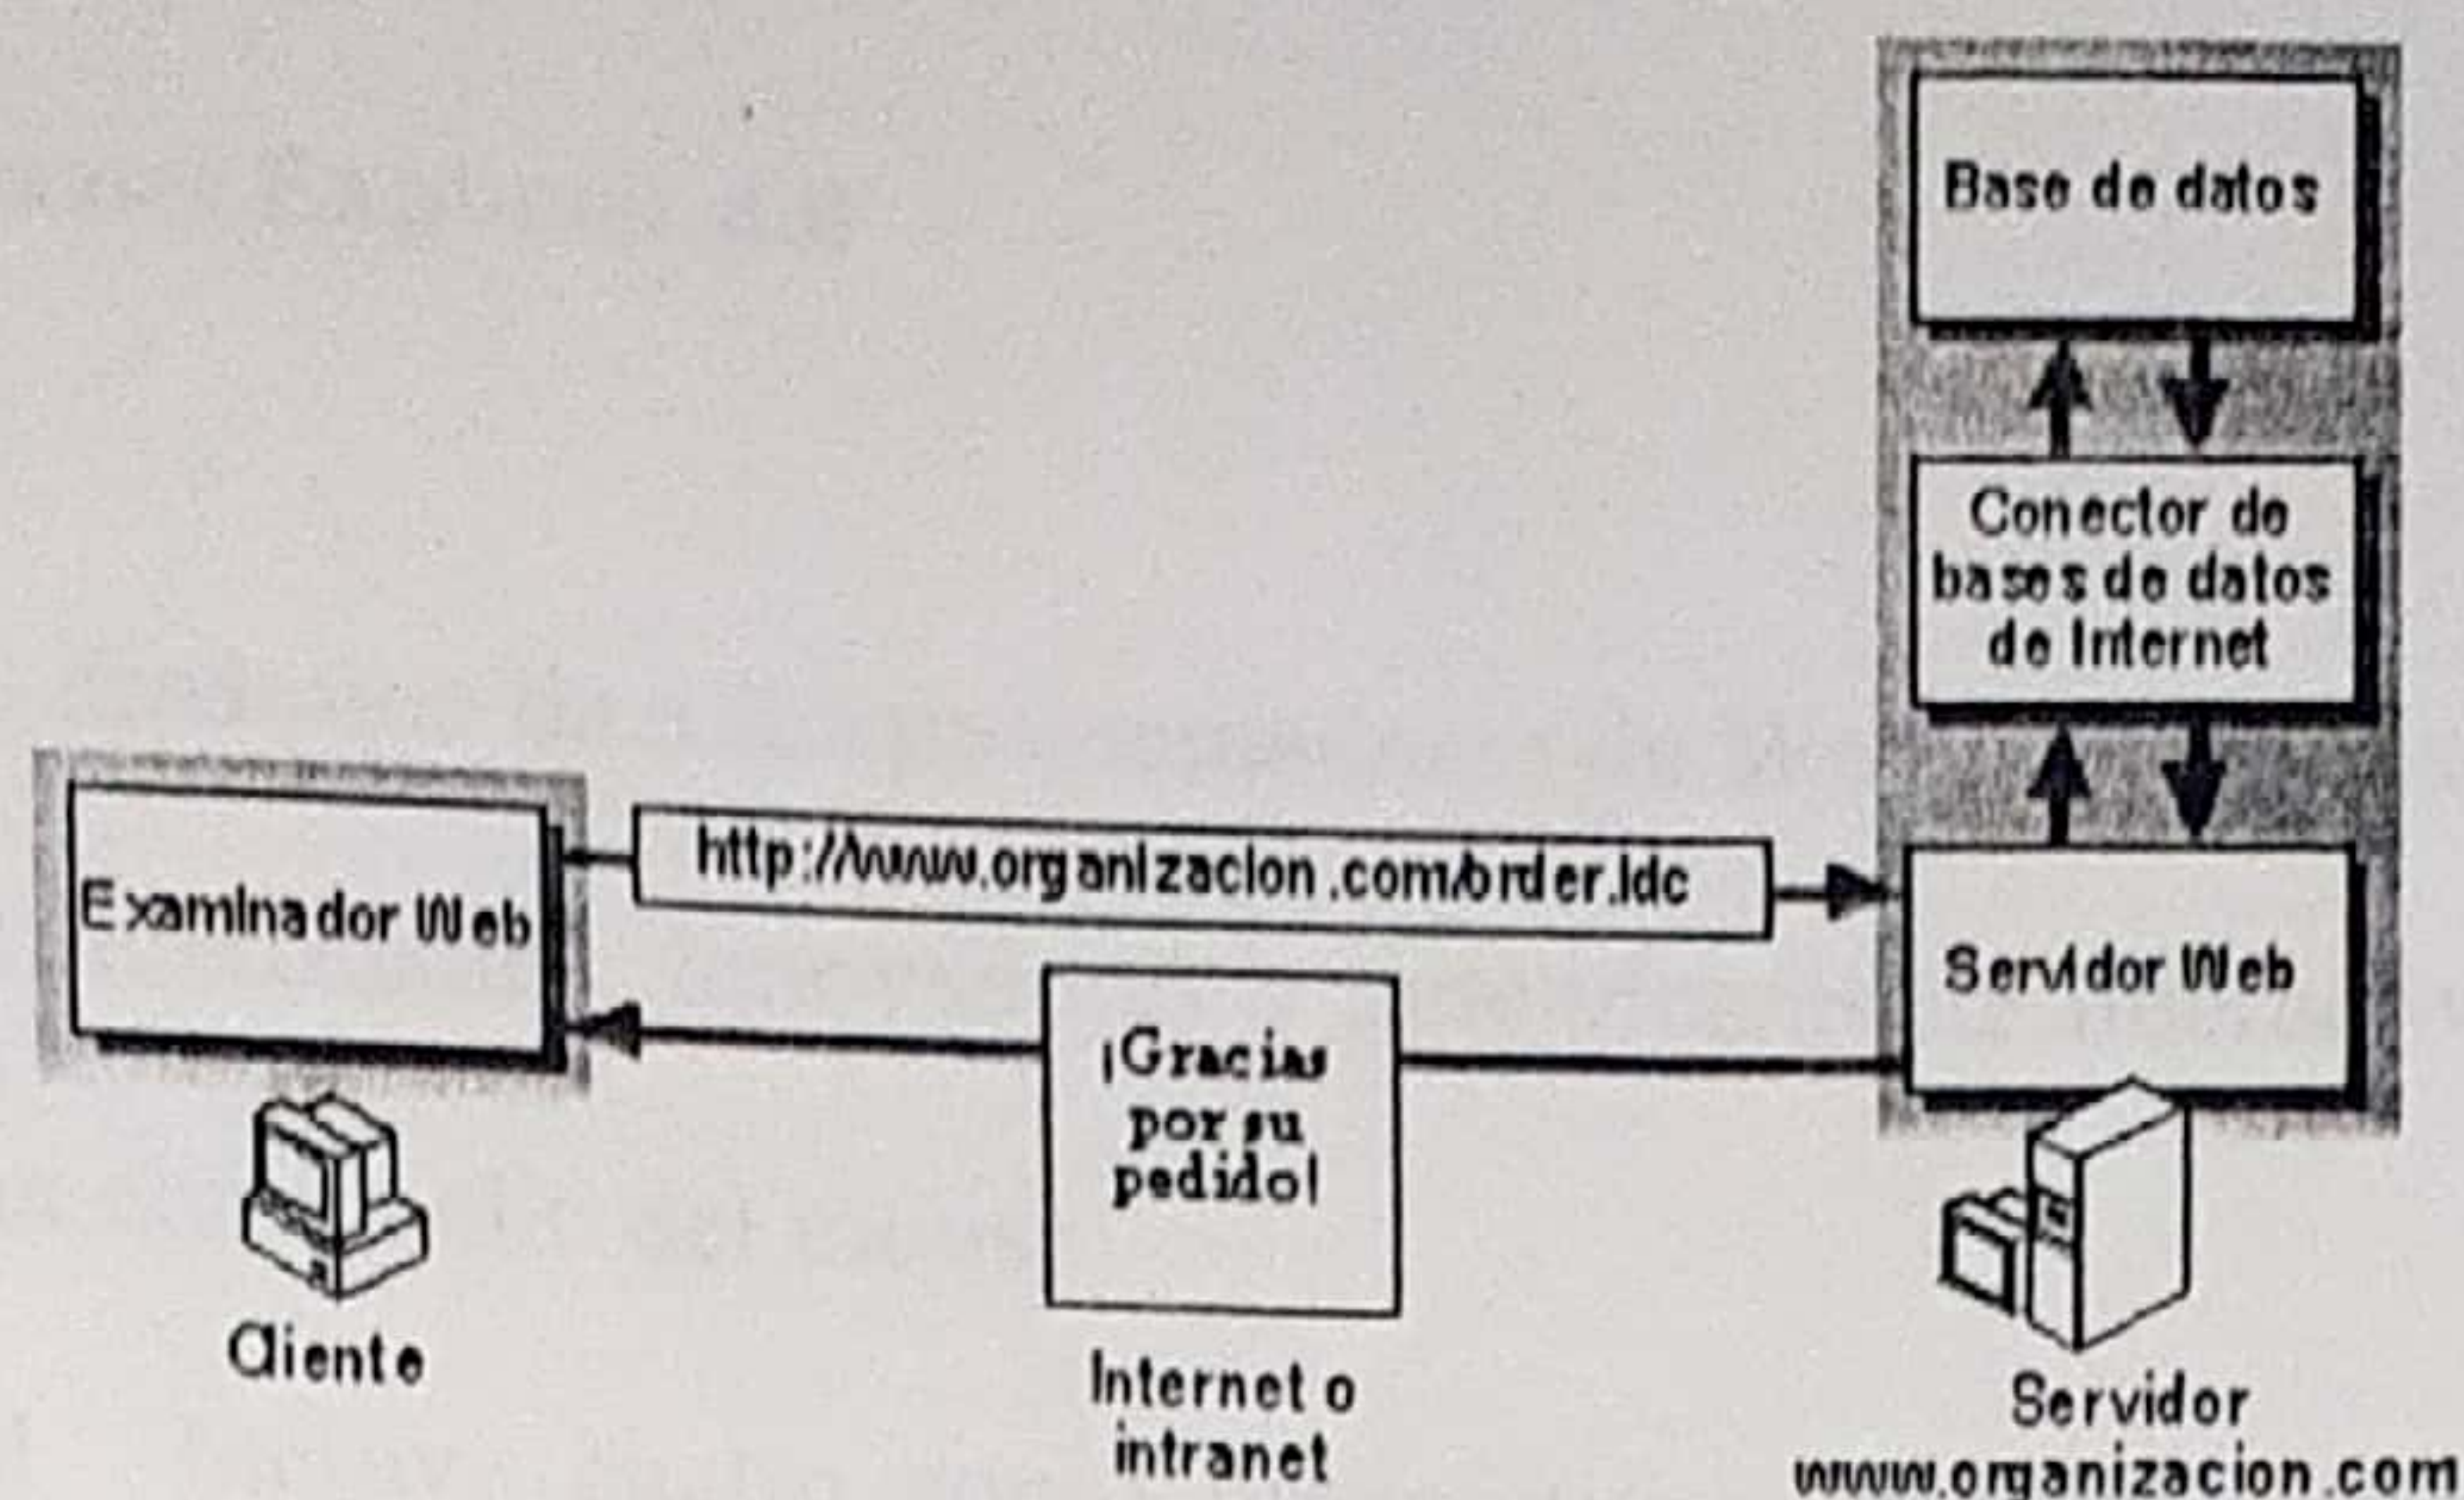 Base de datos
Conector de
bases de datos
de Internet
Examinador Web
http://www.organizacion.com/order.idc
Servidor Web
¡Gracias
por su
pedido!
Cliente
Internet o
intranet
Servidor
www.organizacion.com